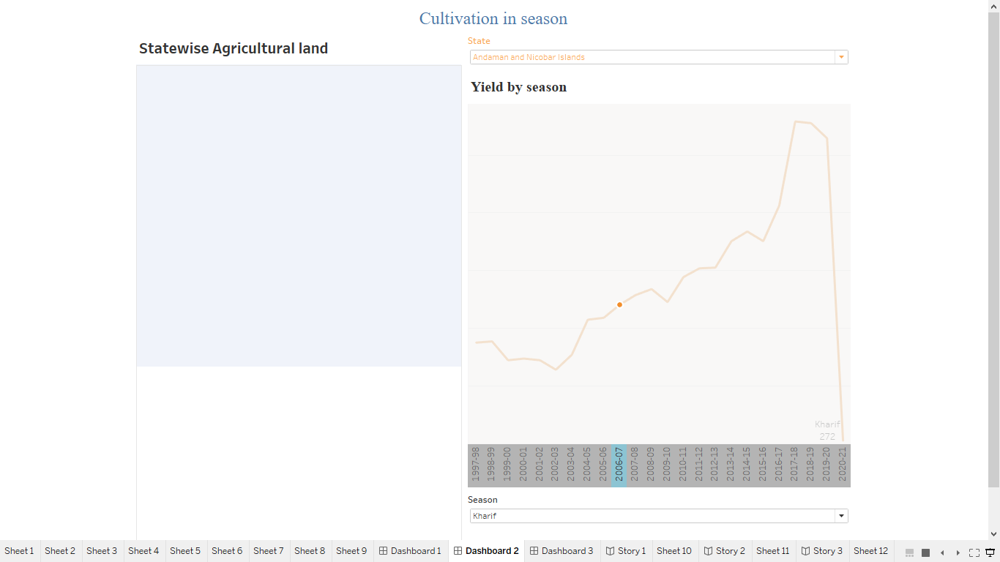 Cultivation in season
Statewise Agricultural land
State
Andaman and Nicobar Islands
Yield by season
Kharif
272
1997-98
1998-99
1999-00
2000-01
2001-02
2002-03
2003-04
2004-05
2005-06
2006-07
2007-08
2008-09
2009-10
2010-11
2011-12
2012-13
2013-14
2014-15
2015-16
2016-17
2017-18
2018-19
2019-20
2020-21
Season
Kharif
Sheet 1 Sheet 2 Sheet 3 Sheet 4 Sheet 5 Sheet 6 Sheet 7 Sheet 8 Sheet 9 Dashboard 1 Dashboard 2 Dashboard 3 Story 1 Sheet 10 Story 2 Sheet 11 Story 3 Sheet 12